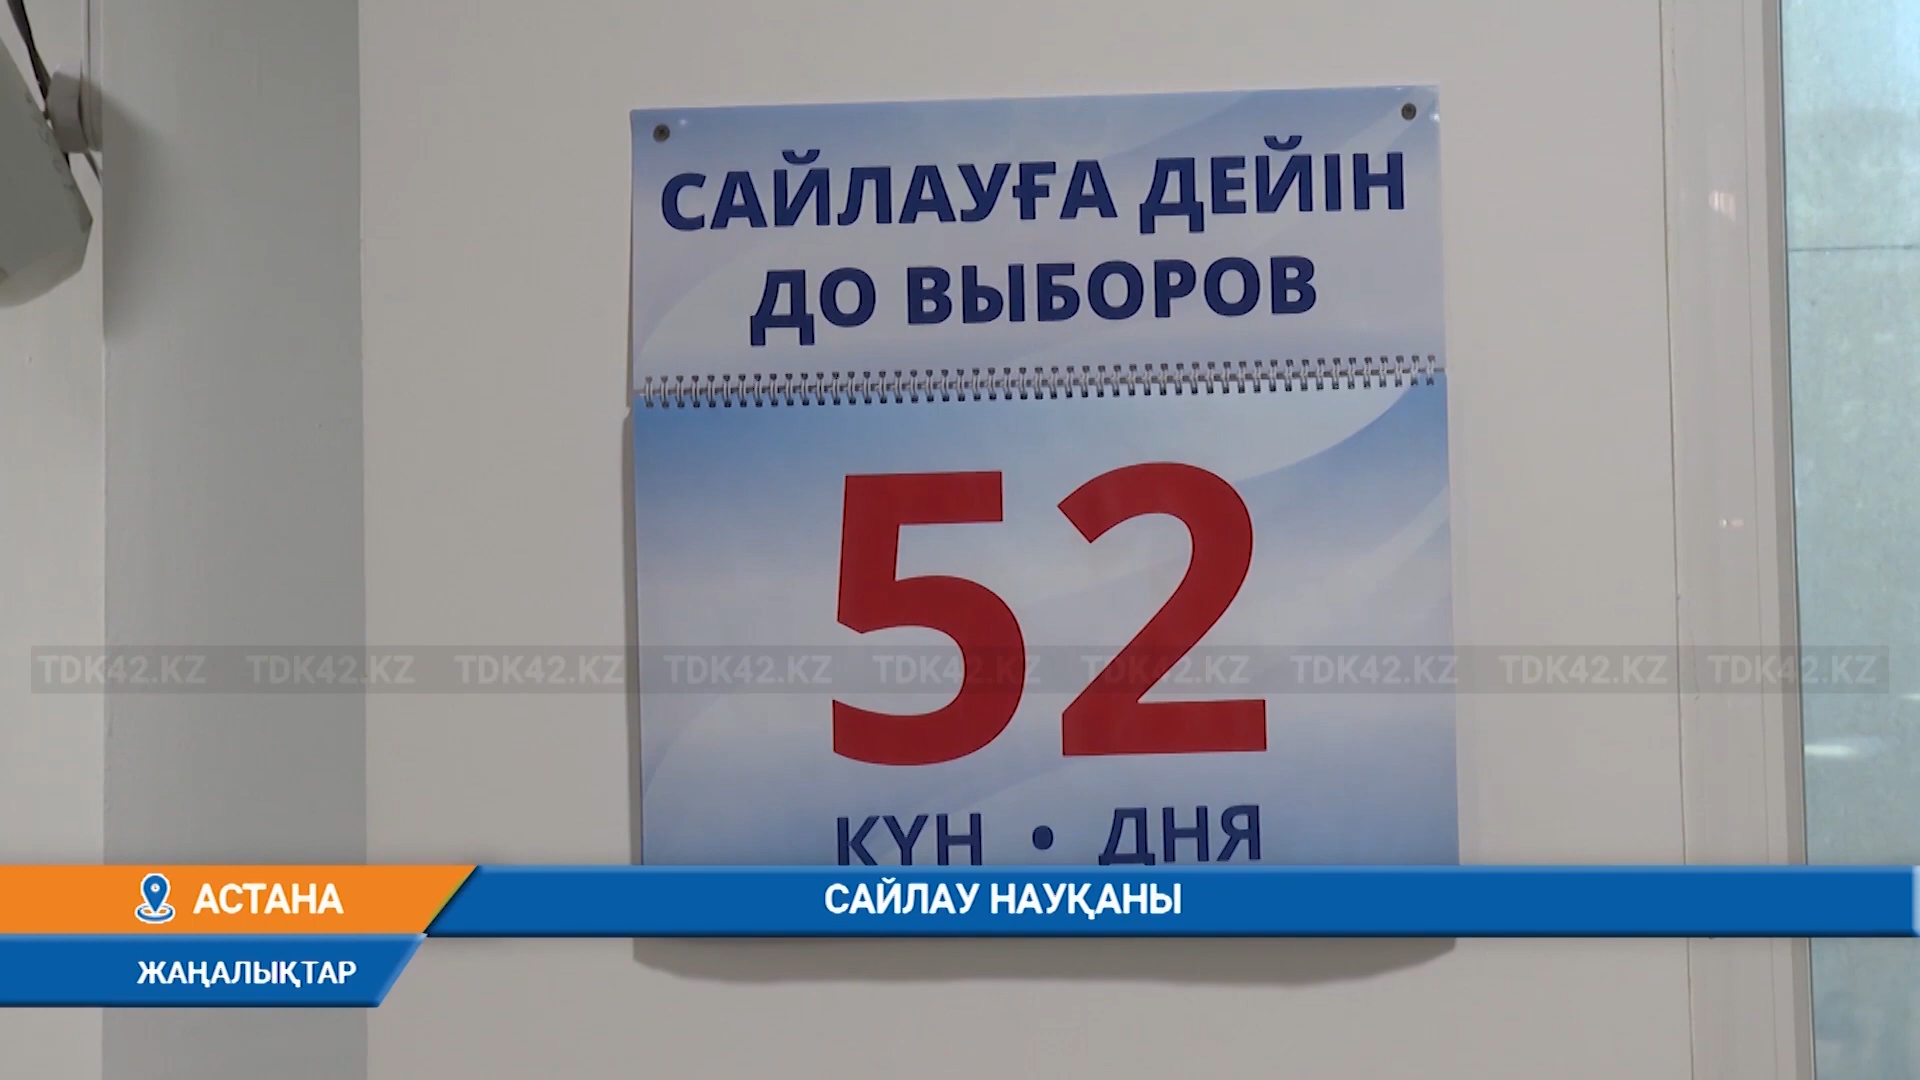 САЙЛАУҒА ДЕЙІН
ДО ВЫБОРОВ
52
TDK42.KZ TDK42.KZ TDK42.KZ TDK42.KZ TDK42.KZ TDK42.KZ TDK42.KZ TDK42.KZ TDK42.KZ
КҮН • ДНЯ
АСТАНА
САЙЛАУ НАУҚАНЫ
ЖАҢАЛЫҚТАР